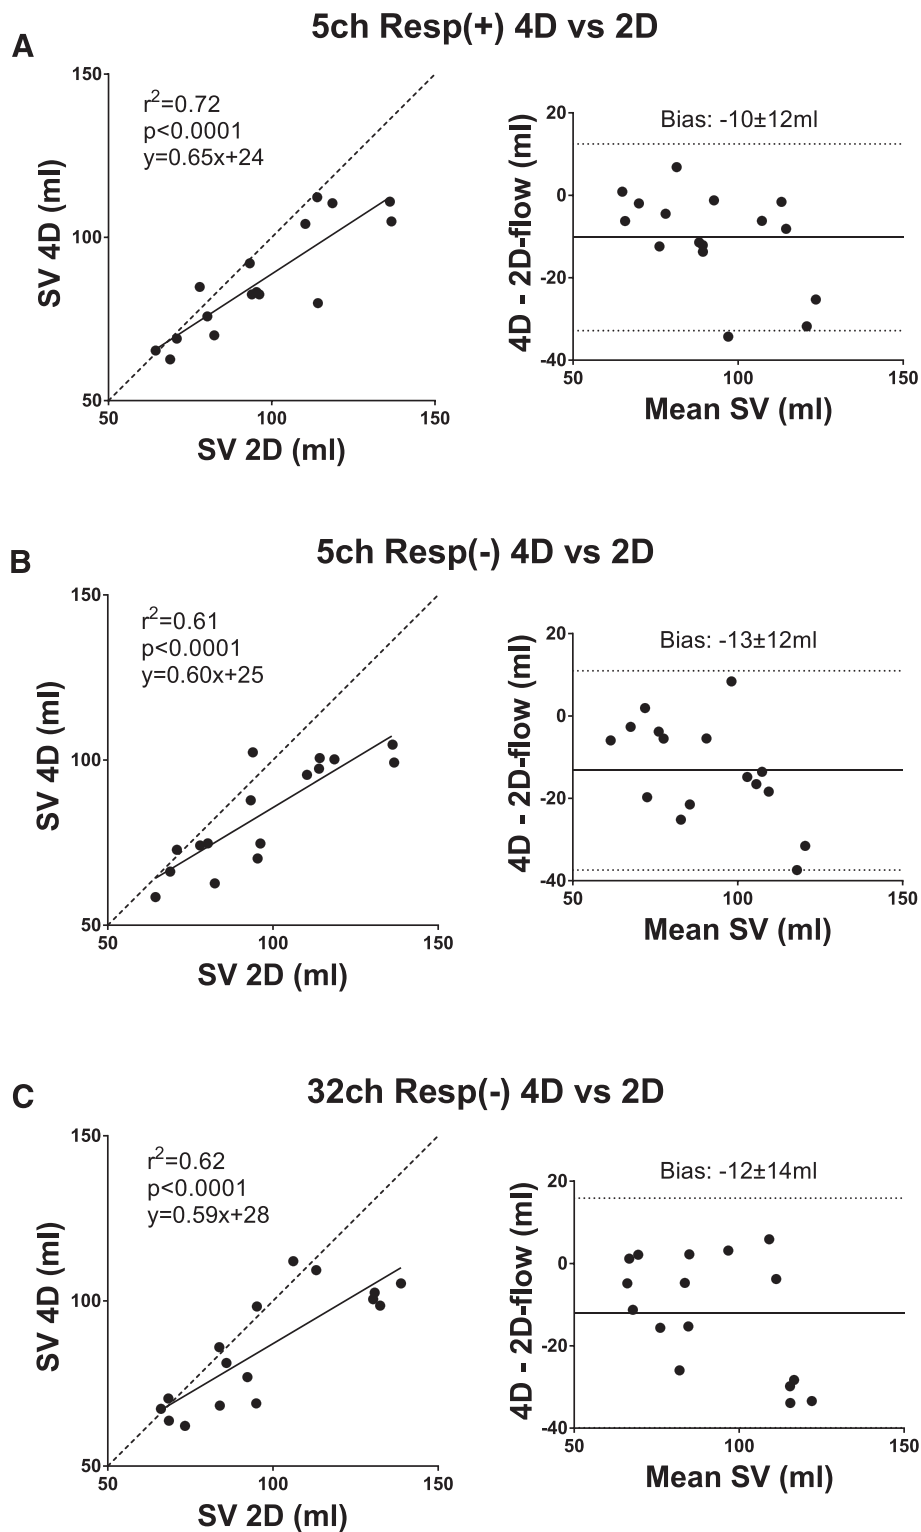 A
5ch Resp(+) 4D vs 2D
150
r²=0.72
p<0.0001
y=0.65x+24
100
50
SV 4D (ml)
50
100
150
SV 2D (ml)
20
Bias: -10±12ml
0
-20
-40
4D - 2D-flow (ml)
50
100
150
Mean SV (ml)
B
5ch Resp(-) 4D vs 2D
150
r²=0.61
p<0.0001
y=0.60x+25
100
50
SV 4D (ml)
50
100
150
SV 2D (ml)
20
Bias: -13±12ml
0
-20
-40
4D - 2D-flow (ml)
50
100
150
Mean SV (ml)
C
32ch Resp(-) 4D vs 2D
150
r²=0.62
p<0.0001
y=0.59x+28
100
50
SV 4D (ml)
50
100
150
SV 2D (ml)
20
Bias: -12±14ml
0
-20
-40
4D - 2D-flow (ml)
50
100
150
Mean SV (ml)